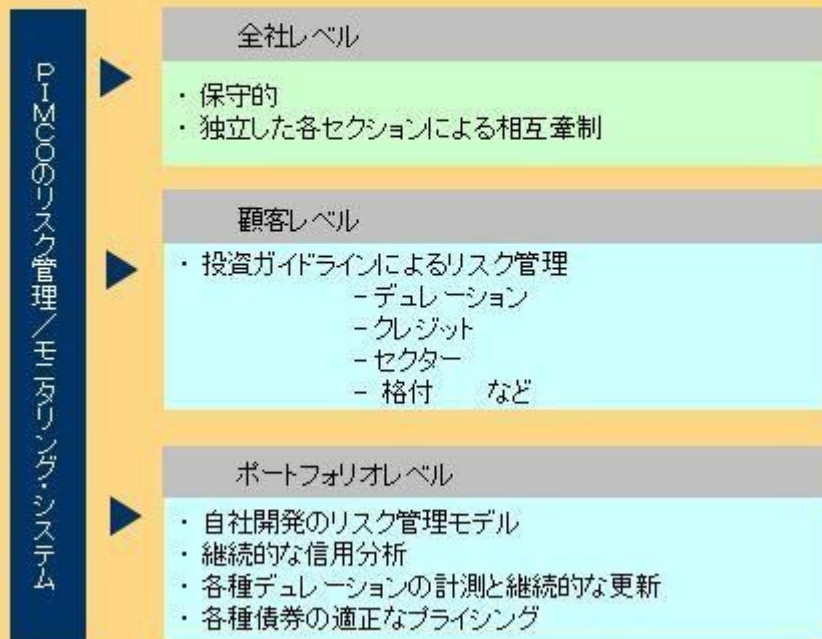 PIMCOのリスク管理／モニタリング・システム
全社レベル
・保守的
・独立した各セクションによる相互牽制
顧客レベル
・投資ガイドラインによるリスク管理
－デュレーション
－クレジット
－セクター
－ 格付　など
ポートフォリオレベル
・自社開発のリスク管理モデル
・継続的な信用分析
・各種デュレーションの計測と継続的な更新
・各種債券の適正なプライシング